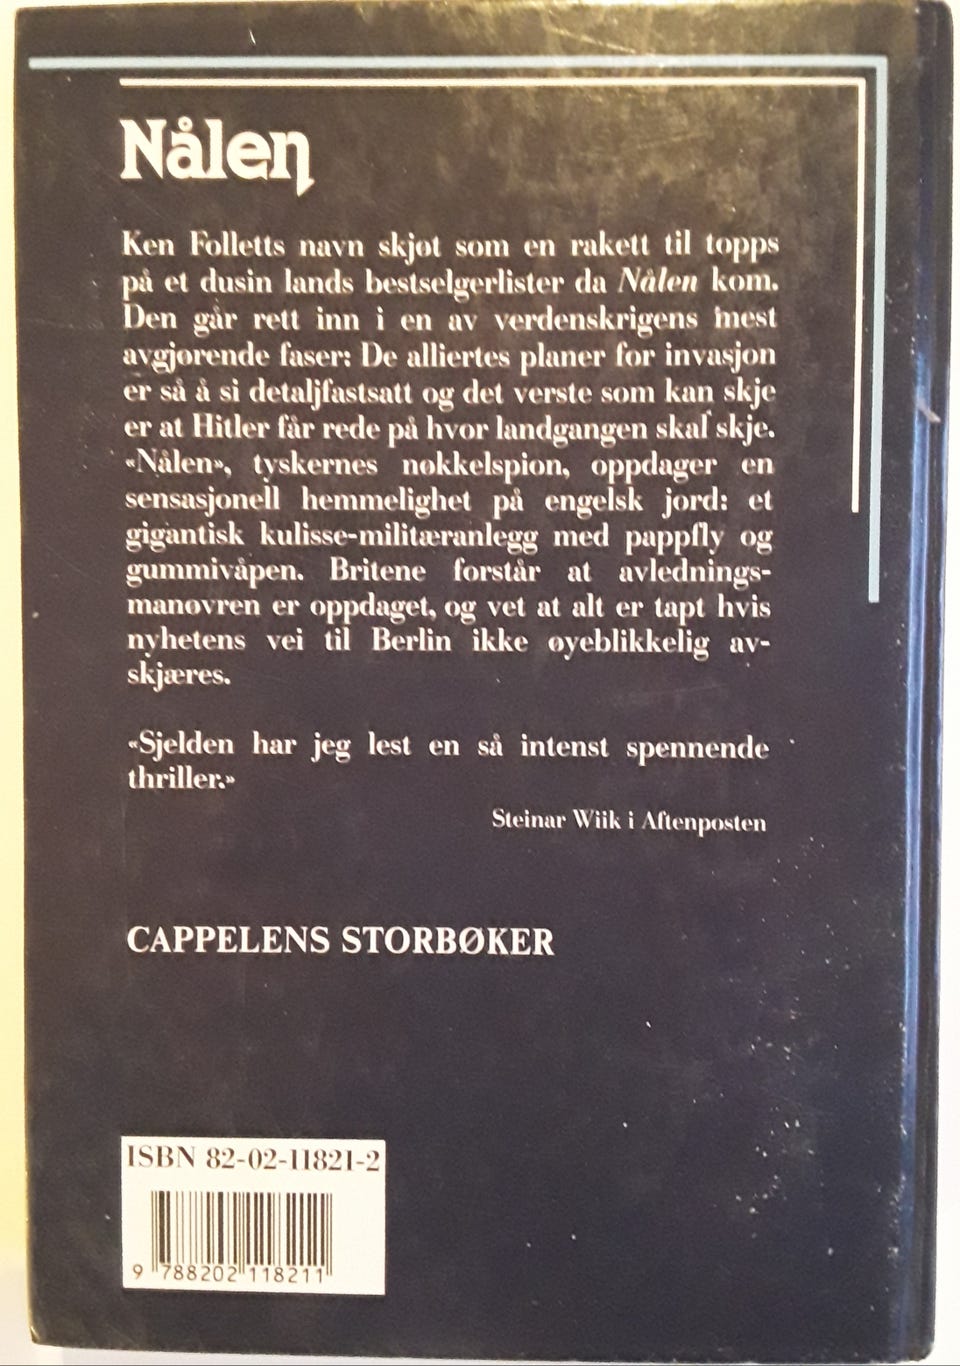 Nålen
Ken Folletts navn skjøt som en rakett til topps
på et dusin lands bestselgerlister da Nålen kom.
Den går rett inn i en av verdenskrigens mest
avgjørende faser: De alliertes planer for invasjon
er så å si detaljfastsatt og det verste som kan skje
er at Hitler får rede på hvor landgangen skal skje.
«Nålen», tyskernes nøkkelspion, oppdager en
sensasjonell hemmelighet på engelsk jord: et
gigantisk kulisse-militæranlegg med pappfly og
gummivåpen. Britene forstår at avlednings-
manøvren er oppdaget, og vet at alt er tapt hvis
nyhetens vei til Berlin ikke øyeblikkelig av-
skjæres.
«Sjelden har jeg lest en så intenst spennende
thriller.»
Steinar Wiik i Aftenposten
CAPPELENS STORBØKER
ISBN 82-02-11821-2
9 788202 118211